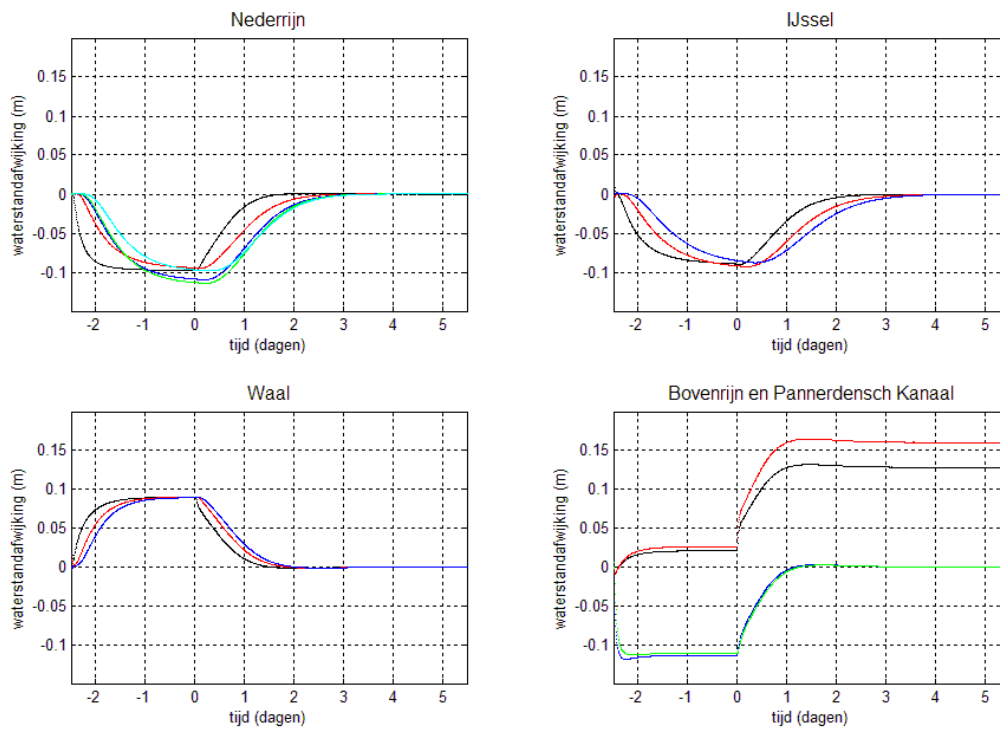 Nederrijn
waterstandafwijking (m)
0.15
0.1
0.05
0
-0.05
-0.1
-2 -1 0 1 2 3 4 5
tijd (dagen)
IJssel
waterstandafwijking (m)
0.15
0.1
0.05
0
-0.05
-0.1
-2 -1 0 1 2 3 4 5
tijd (dagen)
Waal
waterstandafwijking (m)
0.15
0.1
0.05
0
-0.05
-0.1
-2 -1 0 1 2 3 4 5
tijd (dagen)
Bovenrijn en Pannerdensch Kanaal
waterstandafwijking (m)
0.15
0.1
0.05
0
-0.05
-0.1
-2 -1 0 1 2 3 4 5
tijd (dagen)